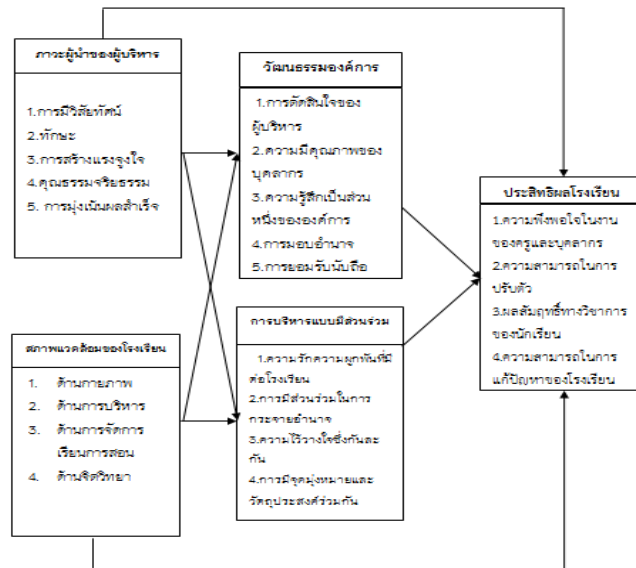 ภาวะผู้นำของผู้บริหาร
1.การมีวิสัยทัศน์
2.ทักษะ
3.การสร้างแรงจูงใจ
4.คุณธรรมจริยธรรม
5. การมุ่งเน้นผลสำเร็จ
วัฒนธรรมองค์การ
1.การตัดสินใจของ
ผู้บริหาร
2.ความมีคุณภาพของ
บุคลากร
3.ความรู้สึกเป็นส่วน
หนึ่งขององค์การ
4.การมอบอำนาจ
5.การยอมรับนับถือ
ประสิทธิผลโรงเรียน
1.ความพึงพอใจในงาน
ของครูและบุคลากร
2.ความสามารถในการ
ปรับตัว
3.ผลสัมฤทธิ์ทางวิชาการ
ของนักเรียน
4.ความสามารถในการ
แก้ปัญหาของโรงเรียน
สภาพแวดล้อมของโรงเรียน
1. ด้านกายภาพ
2. ด้านการบริหาร
3. ด้านการจัดการ
เรียนการสอน
4. ด้านจิตวิทยา
การบริหารแบบมีส่วนร่วม
1.ความรักความผูกพันที่มี
ต่อโรงเรียน
2.การมีส่วนร่วมในการ
กระจายอำนาจ
3.ความไว้วางใจซึ่งกันละ
กัน
4.การมีจุดมุ่งหมายและ
วัตถุประสงค์ร่วมกัน